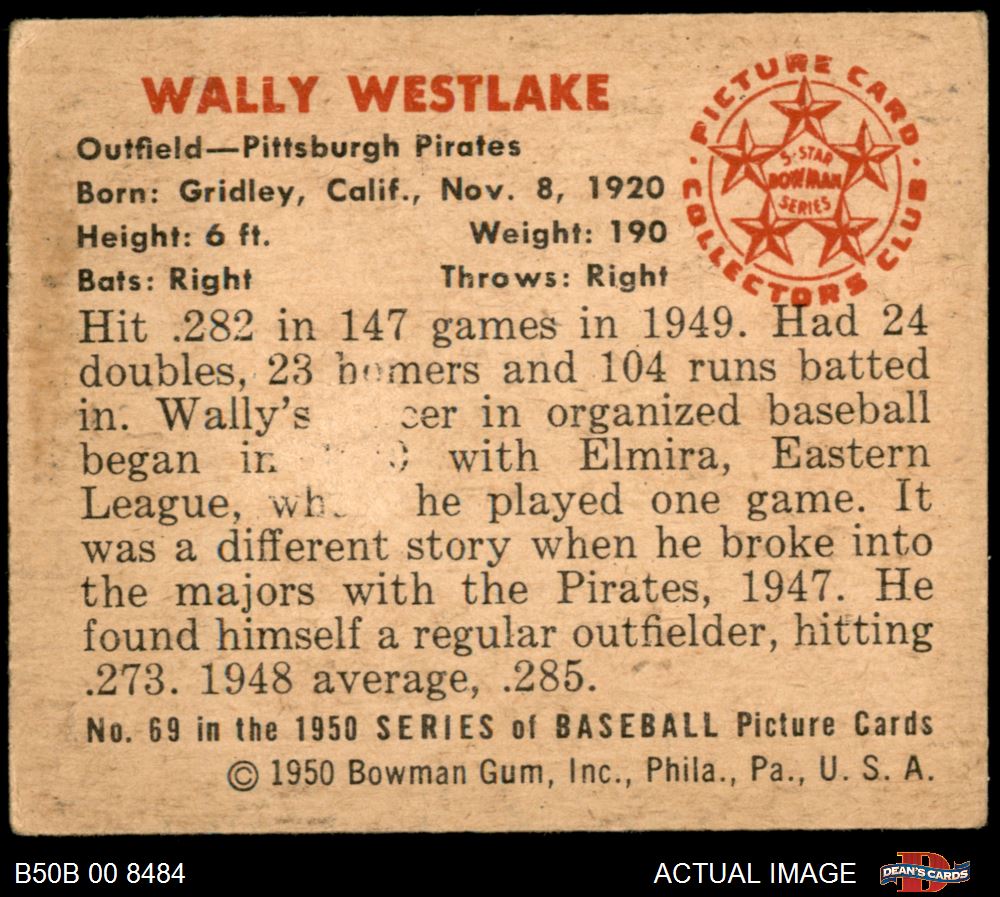 WALLY WESTLAKE
Outfield—Pittsburgh Pirates
Born: Gridley, Calif., Nov. 8, 1920
Height: 6 ft. Weight: 190
Bats: Right Throws: Right
PICTURE CARD
COLLECTORS CLUB
5-STAR
BOWMAN
SERIES
Hit .282 in 147 games in 1949. Had 24
doubles, 23 homers and 104 runs batted
in. Wally's in organized baseball
began in with Elmira, Eastern
League, he played one game. It
was a different story when he broke into
the majors with the Pirates, 1947. He
found himself a regular outfielder, hitting
.273. 1948 average, .285.
No. 69 in the 1950 SERIES of BASEBALL Picture Cards
© 1950 Bowman Gum, Inc., Phila., Pa., U. S. A.
B50B 00 8484 ACTUAL IMAGE DEAN'S CARDS